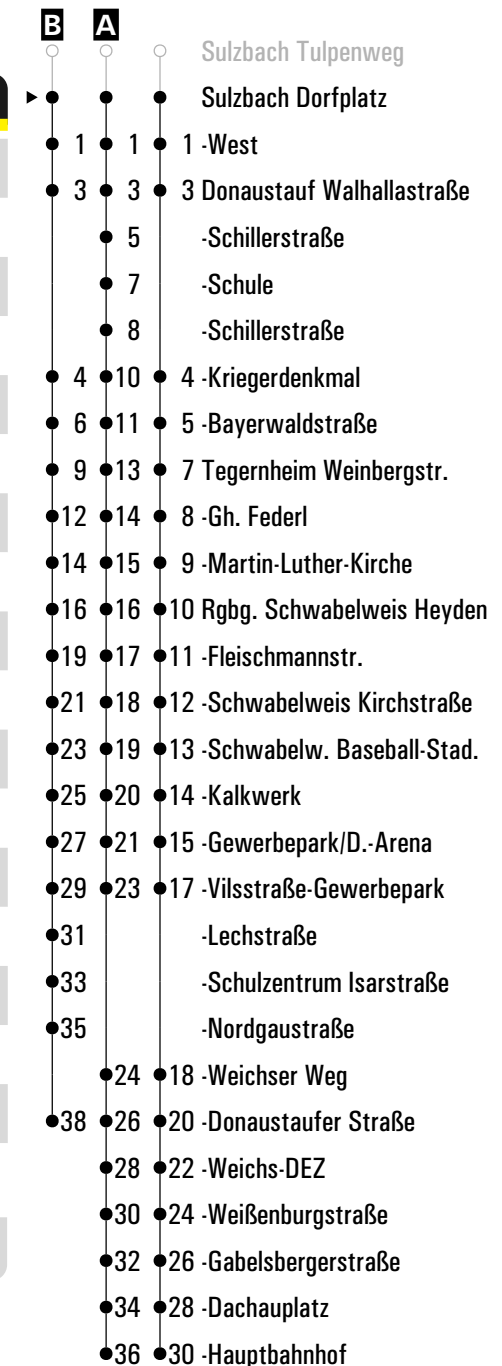 B A
Sulzbach Tulpenweg
Sulzbach Dorfplatz
1 1 1 -West
3 3 3 Donaustauf Walhallastraße
5 -Schillerstraße
7 -Schule
8 -Schillerstraße
4 10 4 -Kriegerdenkmal
6 11 5 -Bayerwaldstraße
9 13 7 Tegernheim Weinbergstr.
12 14 8 -Gh. Federl
14 15 9 -Martin-Luther-Kirche
16 16 10 Rgbg. Schwabelweis Heyden
19 17 11 -Fleischmannstr.
21 18 12 -Schwabelweis Kirchstraße
23 19 13 -Schwabelw. Baseball-Stad.
25 20 14 -Kalkwerk
27 21 15 -Gewerbepark/D.-Arena
29 23 17 -Vilsstraße-Gewerbepark
31 -Lechstraße
33 -Schulzentrum Isarstraße
35 -Nordgaustraße
24 18 -Weichser Weg
38 26 20 -Donaustaufer Straße
28 22 -Weichs-DEZ
30 24 -Weißenburgstraße
32 26 -Gabelsbergerstraße
34 28 -Dachauplatz
36 30 -Hauptbahnhof